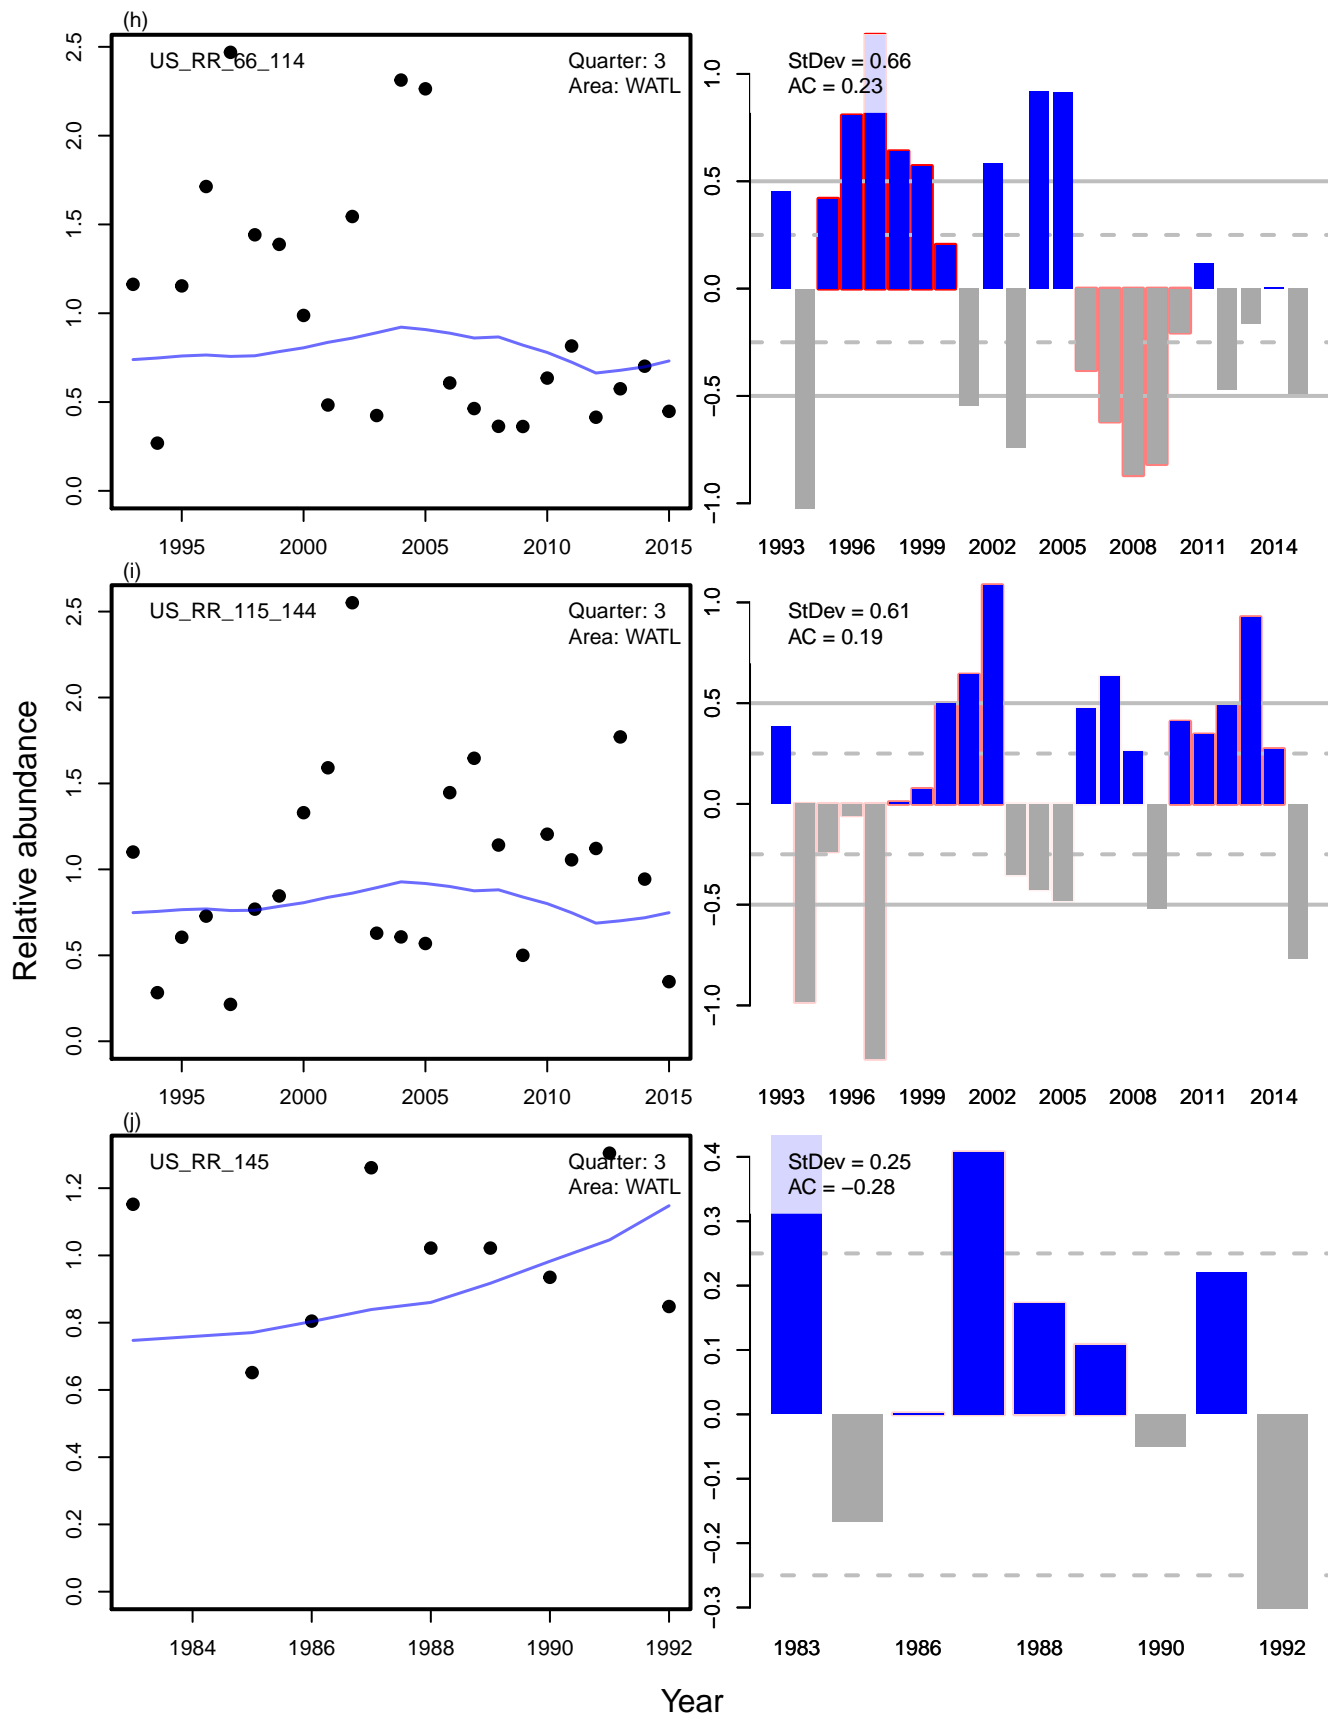 (h)
US_RR_66_114
Quarter: 3
Area: WATL
StDev = 0.66
AC = 0.23
2.5
2.0
1.5
1.0
0.5
0.0
1.0
0.5
0.0
−0.5
−1.0
1995 2000 2005 2010 2015
1993 1996 1999 2002 2005 2008 2011 2014
(i)
US_RR_115_144
Quarter: 3
Area: WATL
StDev = 0.61
AC = 0.19
2.5
2.0
1.5
1.0
0.5
0.0
1.0
0.5
0.0
−0.5
−1.0
1995 2000 2005 2010 2015
1993 1996 1999 2002 2005 2008 2011 2014
Relative abundance
(j)
US_RR_145
Quarter: 3
Area: WATL
StDev = 0.25
AC = −0.28
1.2
1.0
0.8
0.6
0.4
0.2
0.0
0.4
0.3
0.2
0.1
0.0
−0.1
−0.2
−0.3
1984 1986 1988 1990 1992
1983 1986 1988 1990 1992
Year